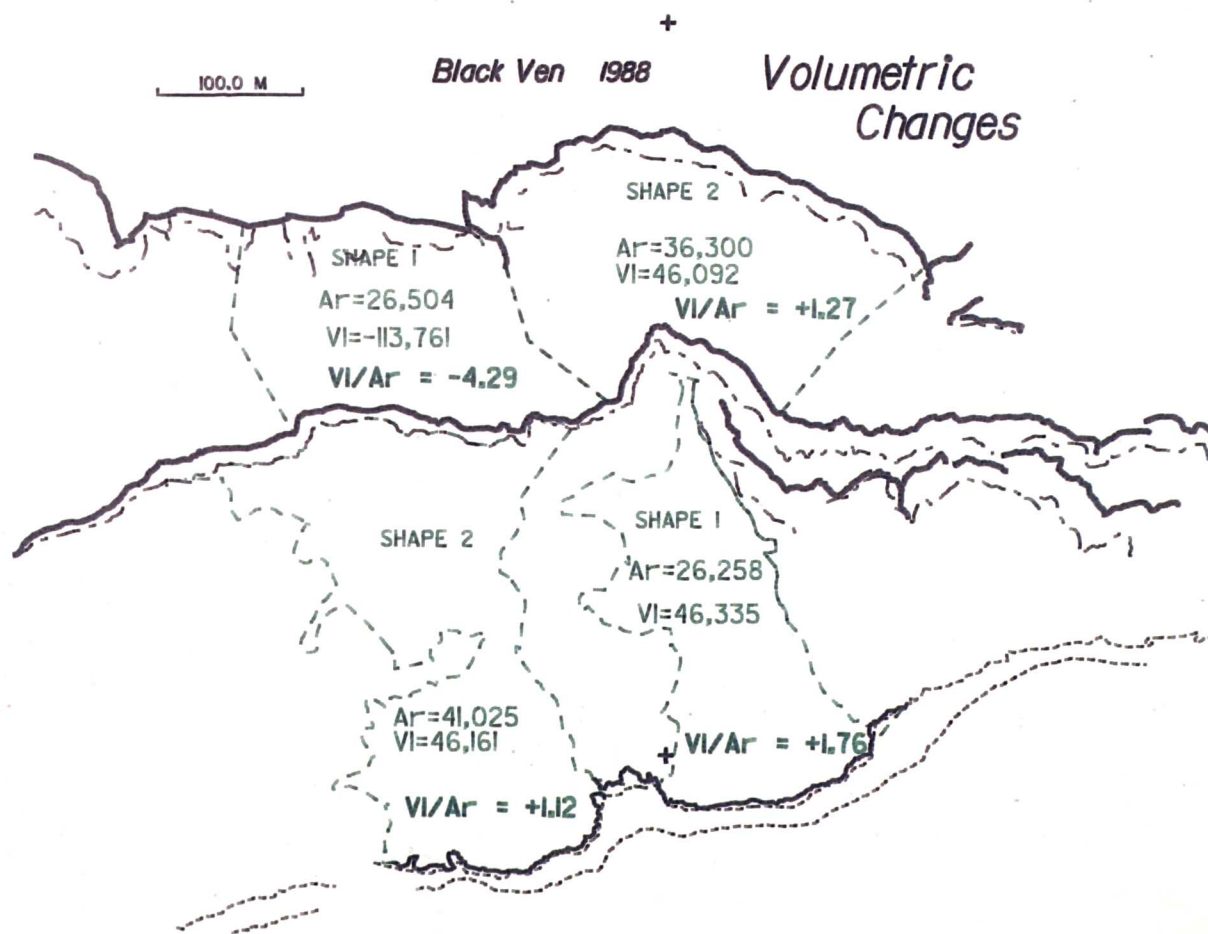 100.0 M
Black Ven 1988
Volumetric
Changes
SHAPE 2
Ar=36,300
Vl=46,092
Vl/Ar = +1.27
SHAPE 1
Ar=26,504
Vl=-113,761
Vl/Ar = -4.29
SHAPE 2
SHAPE 1
Ar=26,258
Vl=46,335
Vl/Ar = +1.76
Ar=41,025
Vl=46,161
Vl/Ar = +1.12